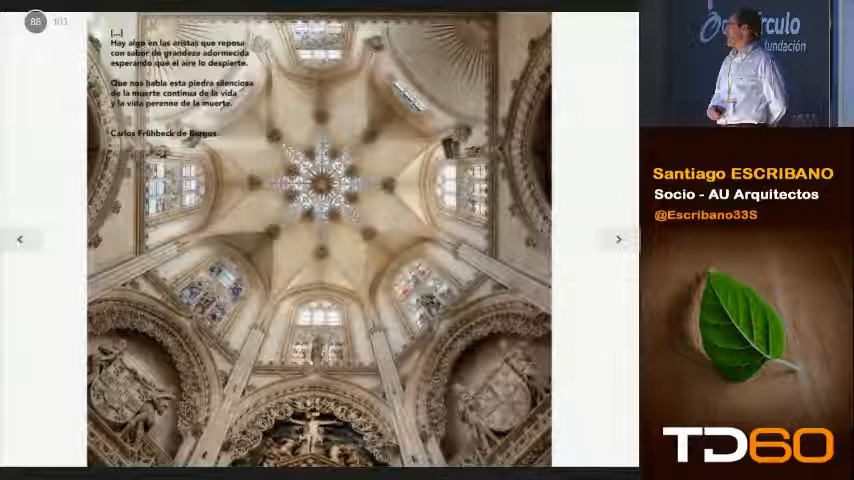 88 103
[...]
Hay algo en las aristas que reposa
con sabor de grandeza adormecida
esperando que el aire lo despierte.
Que nos habla esta piedra silenciosa
de la muerte continua de la vida
y la vida perenne de la muerte.
Carlos Frühbeck de Burgos
írculo
fundación
Santiago ESCRIBANO
Socio - AU Arquitectos
@Escribano33S
TD60